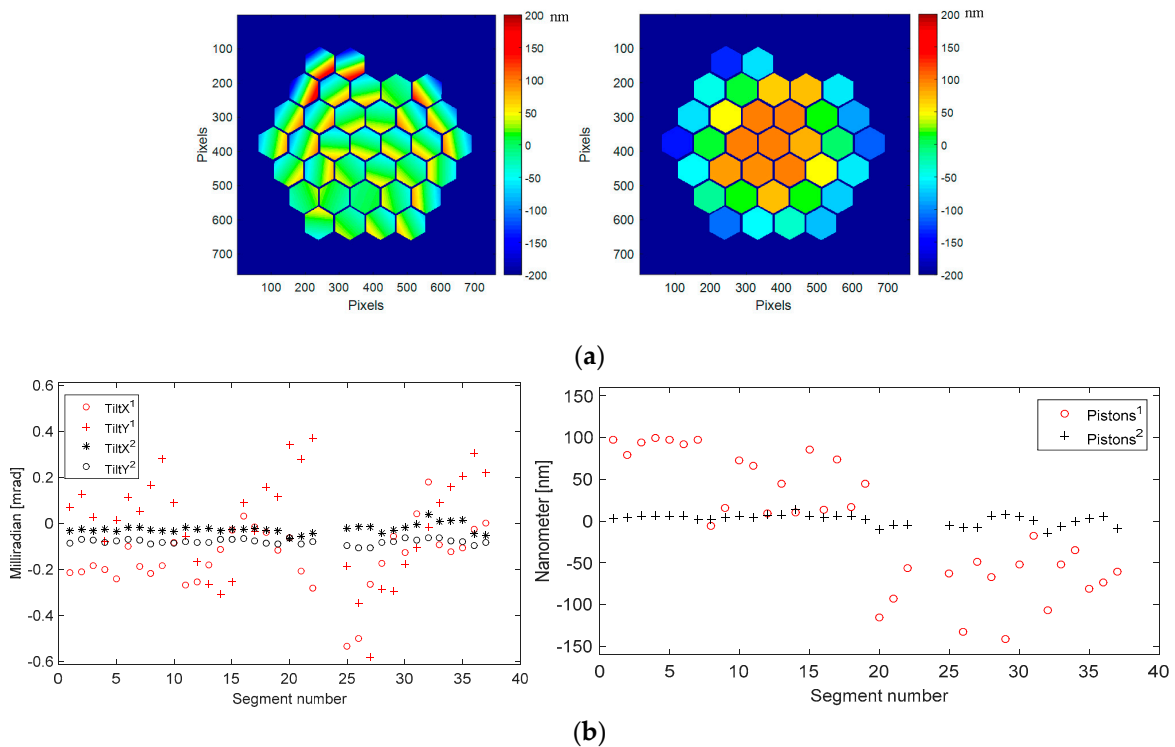 200 nm
150
100
50
0
-50
-100
-150
-200
100
200
300
400
500
600
700
Pixels
100 200 300 400 500 600 700
Pixels
200 nm
150
100
50
0
-50
-100
-150
-200
100
200
300
400
500
600
700
Pixels
100 200 300 400 500 600 700
Pixels
(a)
0.6
0.4
0.2
0
-0.2
-0.4
-0.6
Milliradian [mrad]
TiltX¹
TiltY¹
TiltX²
TiltY²
0 5 10 15 20 25 30 35 40
Segment number
150
100
50
0
-50
-100
-150
Nanometer [nm]
Pistons¹
Pistons²
0 5 10 15 20 25 30 35 40
Segment number
(b)